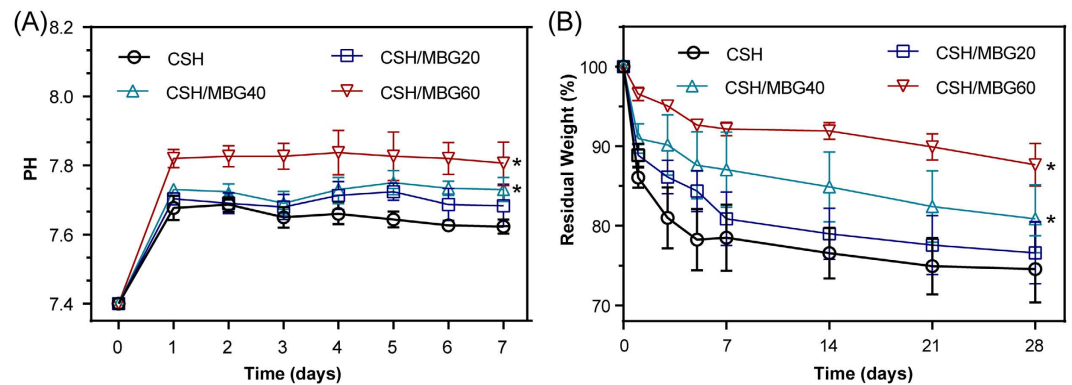 (A)
8.2
8.0
7.8
7.6
7.4
PH
CSH
CSH/MBG20
CSH/MBG40
CSH/MBG60
*
*
0 1 2 3 4 5 6 7
Time (days)
(B)
100
90
80
70
Residual Weight (%)
CSH
CSH/MBG20
CSH/MBG40
CSH/MBG60
*
*
0 7 14 21 28
Time (days)